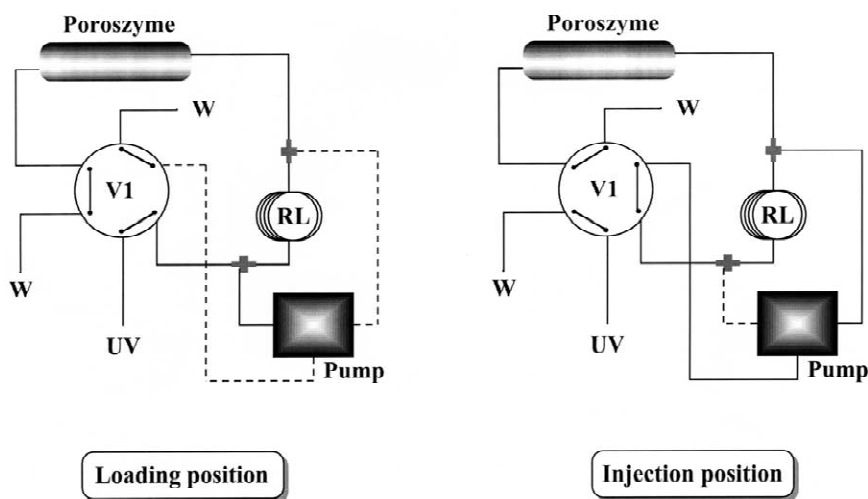 Poroszyme
W
V1
RL
W
UV
Pump
Loading position
Poroszyme
W
V1
RL
W
UV
Pump
Injection position